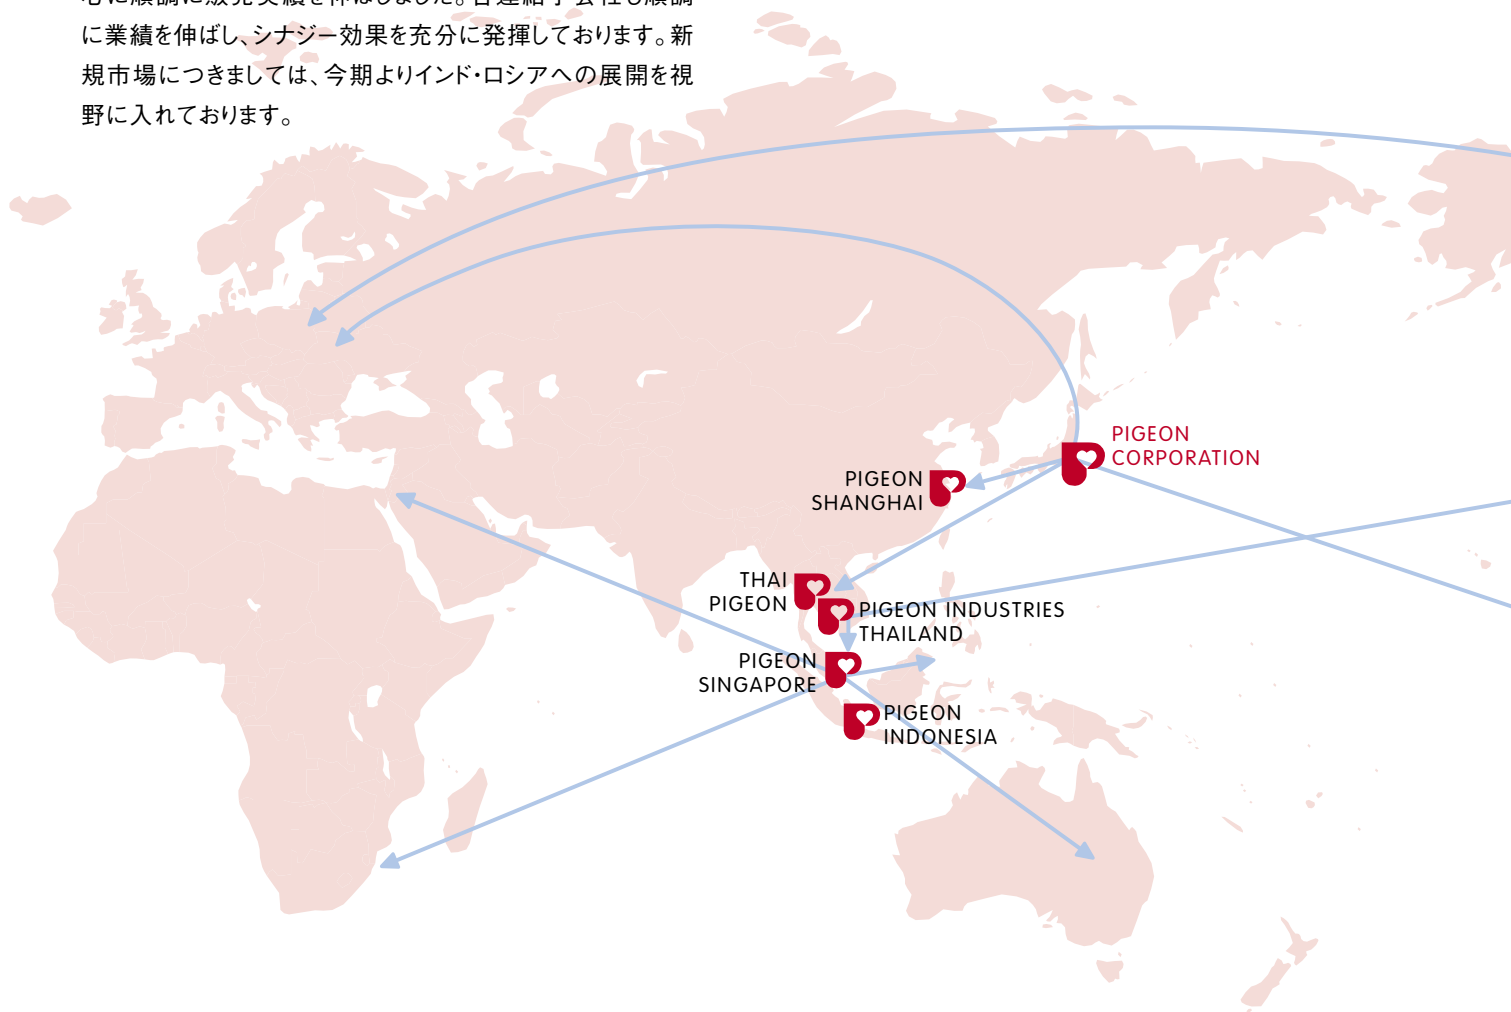 に業績を伸ばし、シナジー効果を充分に発揮しております。新
規市場につきましては、今期よりインド・ロシアへの展開を視
野に入れております。
PIGEON
CORPORATION
PIGEON
SHANGHAI
THAI
PIGEON
PIGEON INDUSTRIES
THAILAND
PIGEON
SINGAPORE
PIGEON
INDONESIA